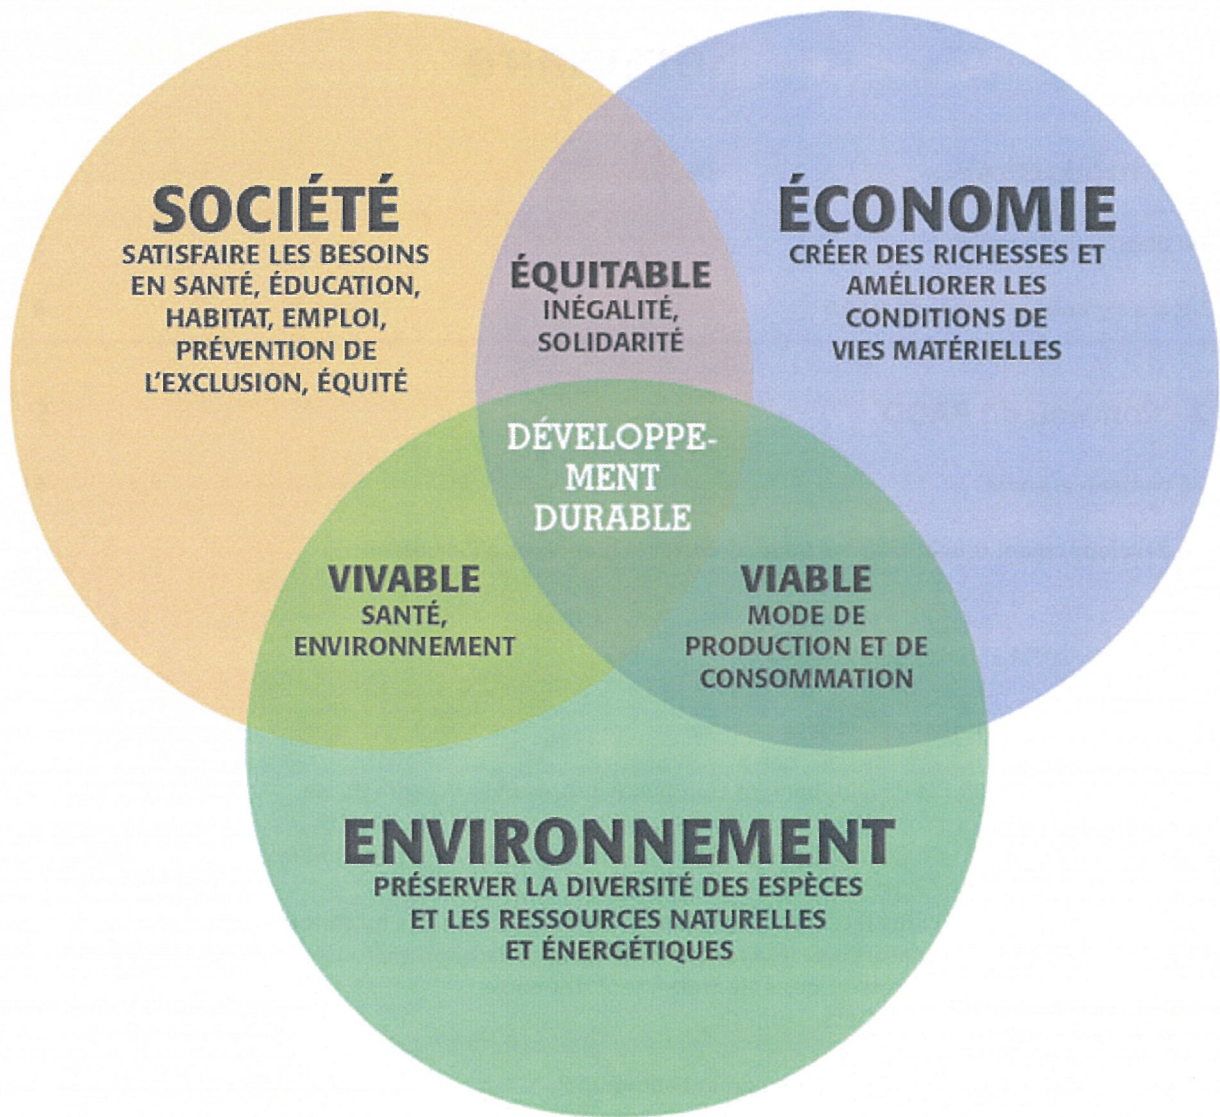 SOCIÉTÉ
SATISFAIRE LES BESOINS
EN SANTÉ, ÉDUCATION,
HABITAT, EMPLOI,
PRÉVENTION DE
L'EXCLUSION, ÉQUITÉ
ÉQUITABLE
INÉGALITÉ,
SOLIDARITÉ
ÉCONOMIE
CRÉER DES RICHESSES ET
AMÉLIORER LES
CONDITIONS DE
VIES MATÉRIELLES
DÉVELOPPE-
MENT
DURABLE
VIVABLE
SANTÉ,
ENVIRONNEMENT
VIABLE
MODE DE
PRODUCTION ET DE
CONSOMMATION
ENVIRONNEMENT
PRÉSERVER LA DIVERSITÉ DES ESPÈCES
ET LES RESSOURCES NATURELLES
ET ÉNERGÉTIQUES